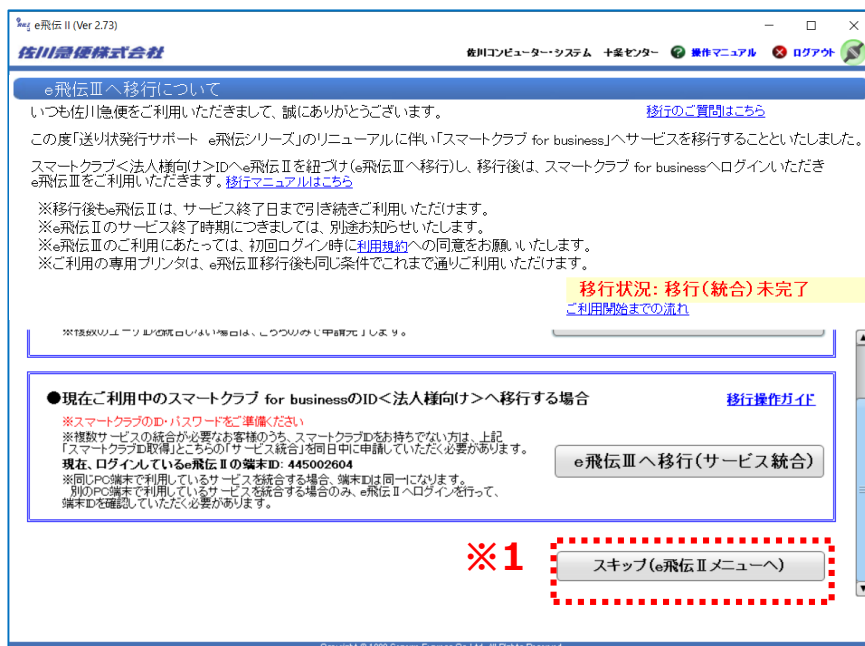 e飛伝Ⅱ (Ver 2.73)
佐川急便株式会社
佐川コンピューター・システム 十条センター
操作マニュアル
ログアウト
e飛伝Ⅲへ移行について
いつも佐川急便をご利用いただきまして、誠にありがとうございます。
移行のご質問はこちら
この度「送り状発行サポート e飛伝シリーズ」のリニューアルに伴い「スマートクラブ for business」へサービスを移行することといたしました。
スマートクラブ＜法人様向け＞IDへe飛伝Ⅱを紐づけ(e飛伝Ⅲへ移行)し、移行後は、スマートクラブ for businessへログインいただき
e飛伝Ⅲをご利用いただきます。移行マニュアルはこちら
※移行後もe飛伝Ⅱは、サービス終了日まで引き続きご利用いただけます。
※e飛伝Ⅱのサービス終了時期につきましては、別途お知らせいたします。
※e飛伝Ⅲのご利用にあたっては、初回ログイン時に利用規約への同意をお願いいたします。
※ご利用の専用プリンタは、e飛伝Ⅲ移行後も同じ条件でこれまで通りご利用いただけます。
移行状況: 移行(統合)未完了
ご利用開始までの流れ
※複数のユーザIDを統合しない場合は、こちらのみで申請完了します。
●現在ご利用中のスマートクラブ for businessのID＜法人様向け＞へ移行する場合
移行操作ガイド
※スマートクラブのID・パスワードをご準備ください
※複数サービスの統合が必要なお客様のうち、スマートクラブIDをお持ちでない方は、上記
「スマートクラブID取得」とこちらの「サービス統合」を同日中に申請していただく必要があります。
現在、ログインしているe飛伝Ⅱの端末ID: 445002604
※同じPC端末で利用しているサービスを統合する場合、端末IDは同一になります。
別のPC端末で利用しているサービスを統合する場合のみ、e飛伝Ⅱへログインを行って、
端末IDを確認していただく必要があります。
e飛伝Ⅲへ移行(サービス統合)
※1
スキップ(e飛伝Ⅱメニューへ)